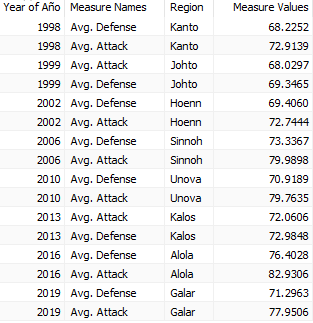 Year of Año Measure Names Region Measure Values
1998 Avg. Defense Kanto 68.2252
1998 Avg. Attack Kanto 72.9139
1999 Avg. Attack Johto 68.0297
1999 Avg. Defense Johto 69.3465
2002 Avg. Defense Hoenn 69.4060
2002 Avg. Attack Hoenn 72.7444
2006 Avg. Defense Sinnoh 73.3367
2006 Avg. Attack Sinnoh 79.9898
2010 Avg. Defense Unova 70.9189
2010 Avg. Attack Unova 79.7635
2013 Avg. Attack Kalos 72.0606
2013 Avg. Defense Kalos 72.9848
2016 Avg. Defense Alola 76.4028
2016 Avg. Attack Alola 82.9306
2019 Avg. Defense Galar 71.2963
2019 Avg. Attack Galar 77.9506